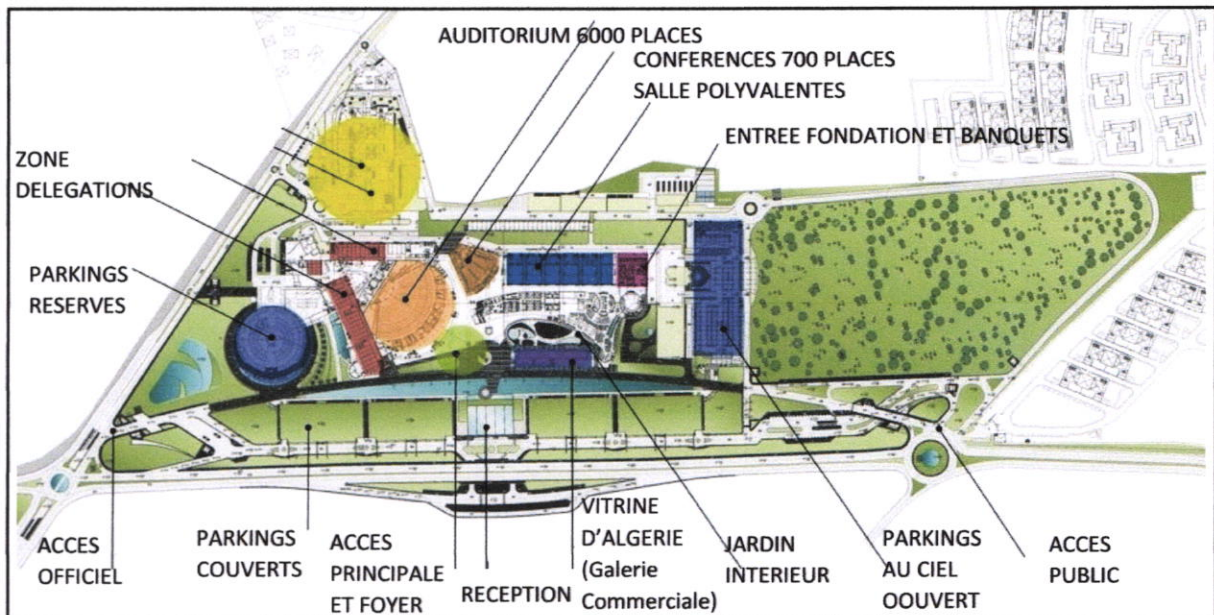 AUDITORIUM 6000 PLACES
CONFERENCES 700 PLACES
SALLE POLYVALENTES
ENTREE FONDATION ET BANQUETS
ZONE
DELEGATIONS
PARKINGS
RESERVES
ACCES
OFFICIEL
PARKINGS
COUVERTS
ACCES
PRINCIPALE
ET FOYER
RECEPTION
VITRINE
D'ALGERIE
(Galerie
Commerciale)
JARDIN
INTERIEUR
PARKINGS
AU CIEL
OOUVERT
ACCES
PUBLIC